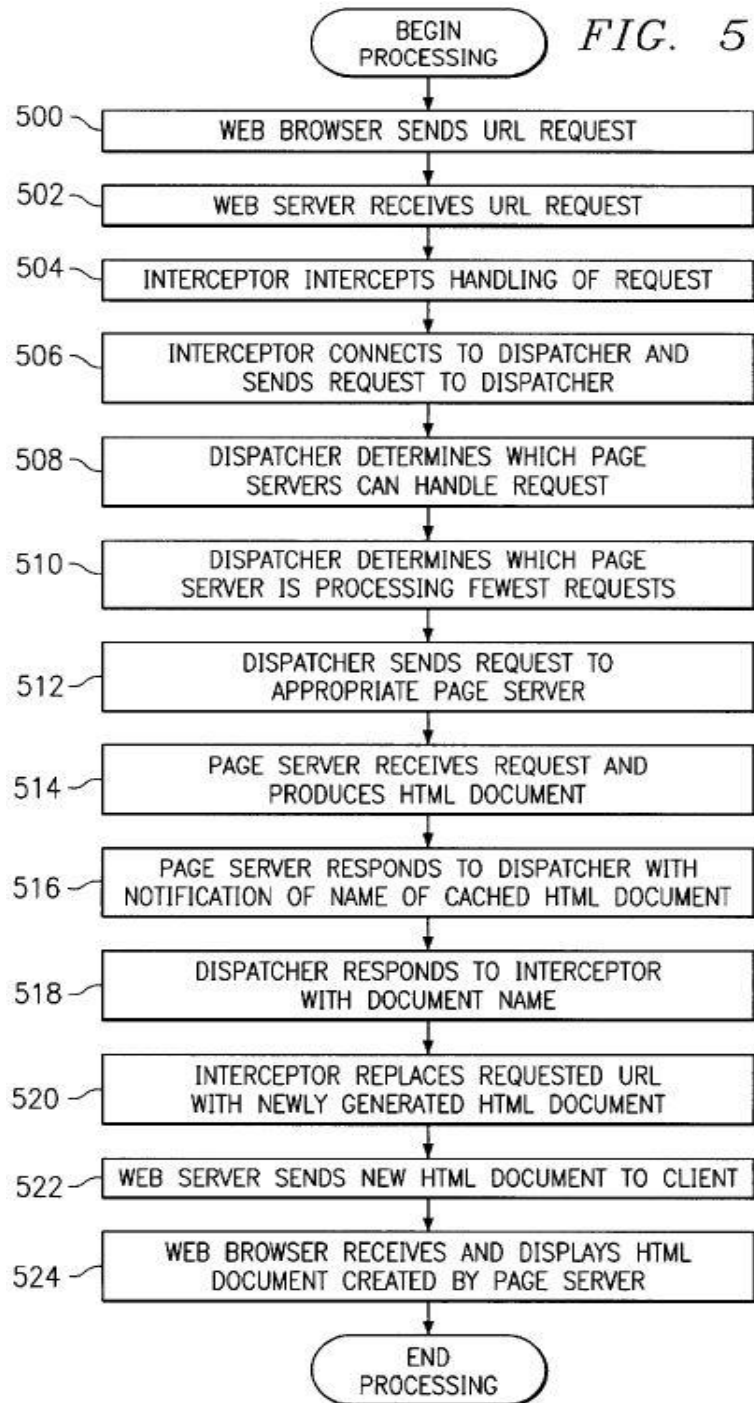 BEGIN
PROCESSING
FIG. 5
500
WEB BROWSER SENDS URL REQUEST
502
WEB SERVER RECEIVES URL REQUEST
504
INTERCEPTOR INTERCEPTS HANDLING OF REQUEST
506
INTERCEPTOR CONNECTS TO DISPATCHER AND
SENDS REQUEST TO DISPATCHER
508
DISPATCHER DETERMINES WHICH PAGE
SERVERS CAN HANDLE REQUEST
510
DISPATCHER DETERMINES WHICH PAGE
SERVER IS PROCESSING FEWEST REQUESTS
512
DISPATCHER SENDS REQUEST TO
APPROPRIATE PAGE SERVER
514
PAGE SERVER RECEIVES REQUEST AND
PRODUCES HTML DOCUMENT
516
PAGE SERVER RESPONDS TO DISPATCHER WITH
NOTIFICATION OF NAME OF CACHED HTML DOCUMENT
518
DISPATCHER RESPONDS TO INTERCEPTOR
WITH DOCUMENT NAME
520
INTERCEPTOR REPLACES REQUESTED URL
WITH NEWLY GENERATED HTML DOCUMENT
522
WEB SERVER SENDS NEW HTML DOCUMENT TO CLIENT
524
WEB BROWSER RECEIVES AND DISPLAYS HTML
DOCUMENT CREATED BY PAGE SERVER
END
PROCESSING